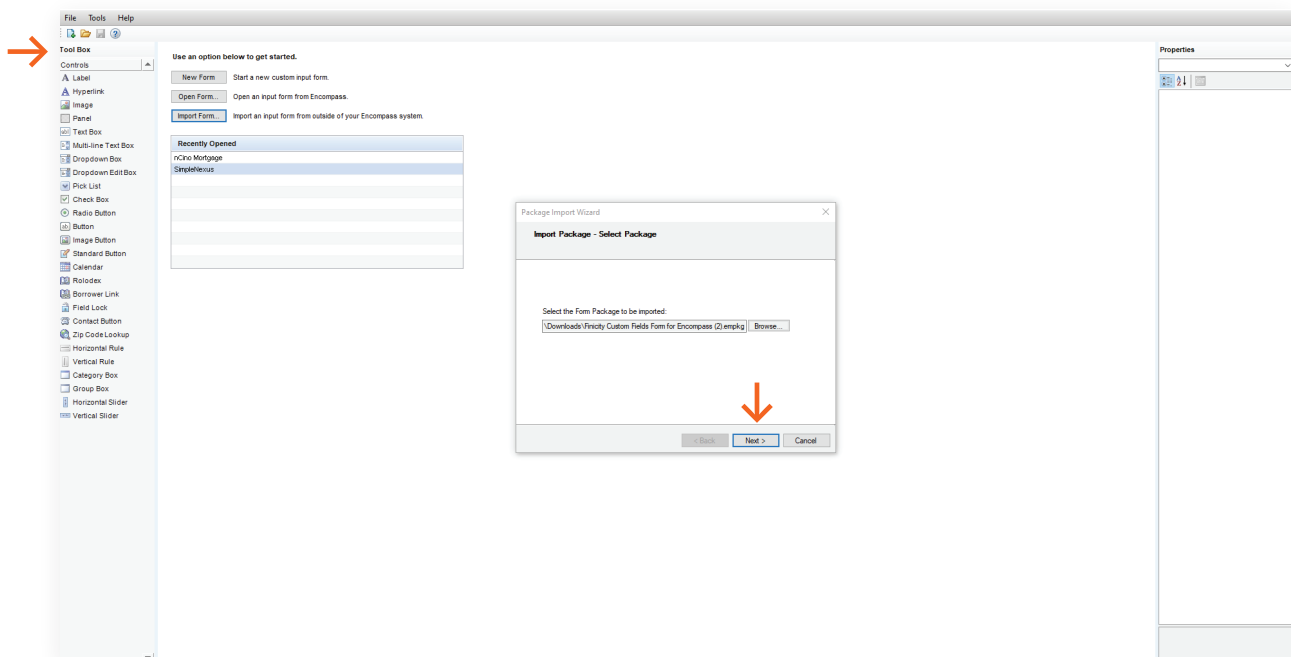 File Tools Help
Tool Box
Controls
Label
Hyperlink
Image
Panel
Text Box
Multi-line Text Box
Dropdown Box
Dropdown Edit Box
Pick List
Check Box
Radio Button
Button
Image Button
Standard Button
Calendar
Rolodex
Borrower Link
Field Lock
Contact Button
Zip Code Lookup
Horizontal Rule
Vertical Rule
Category Box
Group Box
Horizontal Slider
Vertical Slider
Use an option below to get started.
New Form Start a new custom input form.
Open Form... Open an input form from Encompass.
Import Form... Import an input form from outside of your Encompass system.
Recently Opened
nCino Mortgage
SimpleNexus
Package Import Wizard
Import Package - Select Package
Select the Form Package to be imported:
\Downloads\Finicity Custom Fields Form for Encompass (2).empkg Browse...
< Back Next > Cancel
Properties